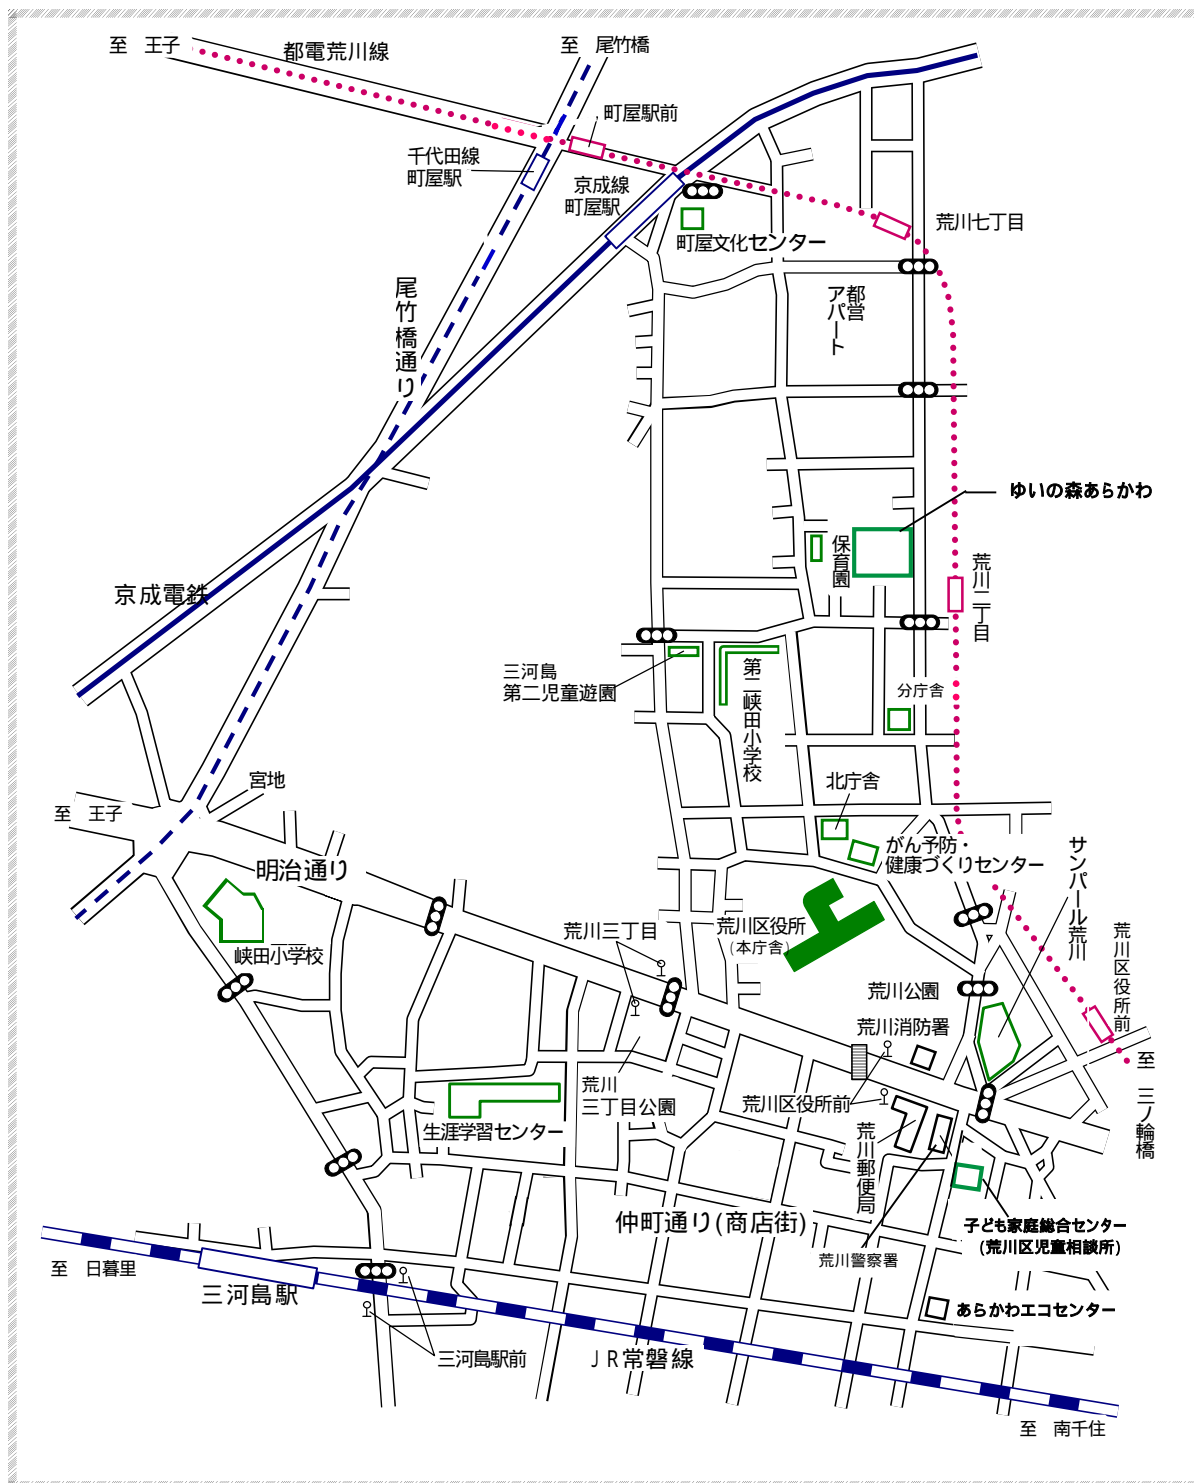 至　王子
都電荒川線
至　尾竹橋
町屋駅前
千代田線
町屋駅
京成線
町屋駅
町屋文化センター
荒川七丁目
尾竹橋通り
都営
アパート
ゆいの森あらかわ
保育園
荒川二丁目
京成電鉄
三河島
第二児童遊園
第二峡田小学校
分庁舎
宮地
至　王子
北庁舎
明治通り
がん予防・
健康づくりセンター
サンパール荒川
荒川三丁目
荒川区役所
（本庁舎）
荒川区役所前
峡田小学校
荒川公園
荒川消防署
至　三ノ輪橋
荒川
三丁目公園
荒川区役所前
生涯学習センター
荒川郵便局
仲町通り(商店街)
子ども家庭総合センター
(荒川区児童相談所)
荒川警察署
至　日暮里
三河島駅
あらかわエコセンター
三河島駅前
ＪＲ常磐線
至　南千住